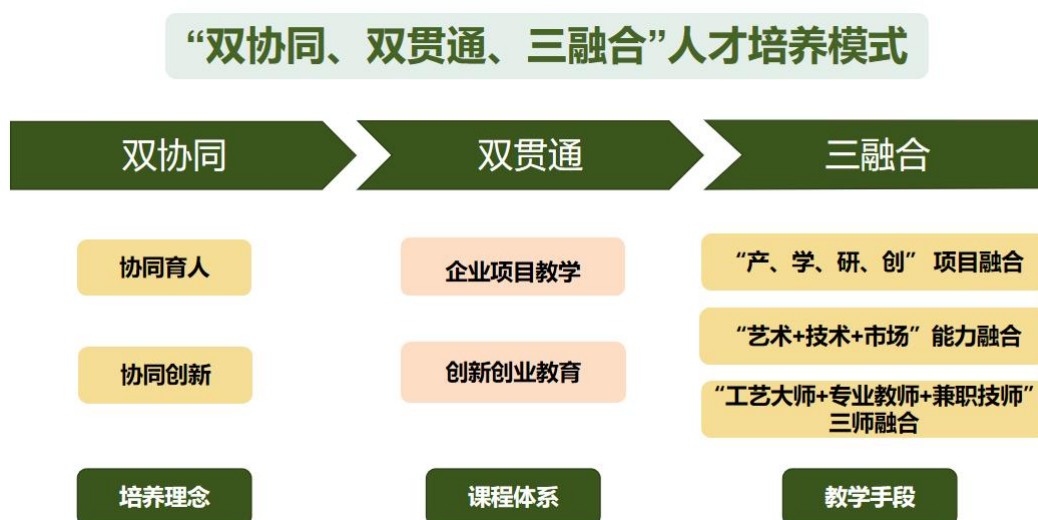 “双协同、双贯通、三融合”人才培养模式
双协同
双贯通
三融合
协同育人
企业项目教学
“产、学、研、创” 项目融合
协同创新
创新创业教育
“艺术+技术+市场” 能力融合
“工艺大师+专业教师+兼职技师”
三师融合
培养理念
课程体系
教学手段